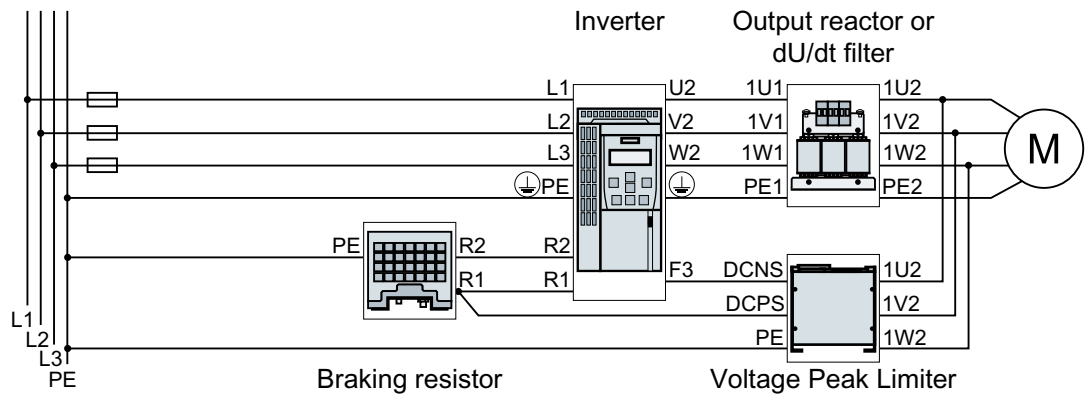 Inverter
Output reactor or
dU/dt filter
L1 U2 1U1 1U2
L2 V2 1V1 1V2
L3 W2 1W1 1W2
PE PE1 PE2
M
PE R2 R2
R1 R1 F3 DCNS 1U2
DCPS 1V2
PE 1W2
L1
L2
L3
PE
Braking resistor
Voltage Peak Limiter